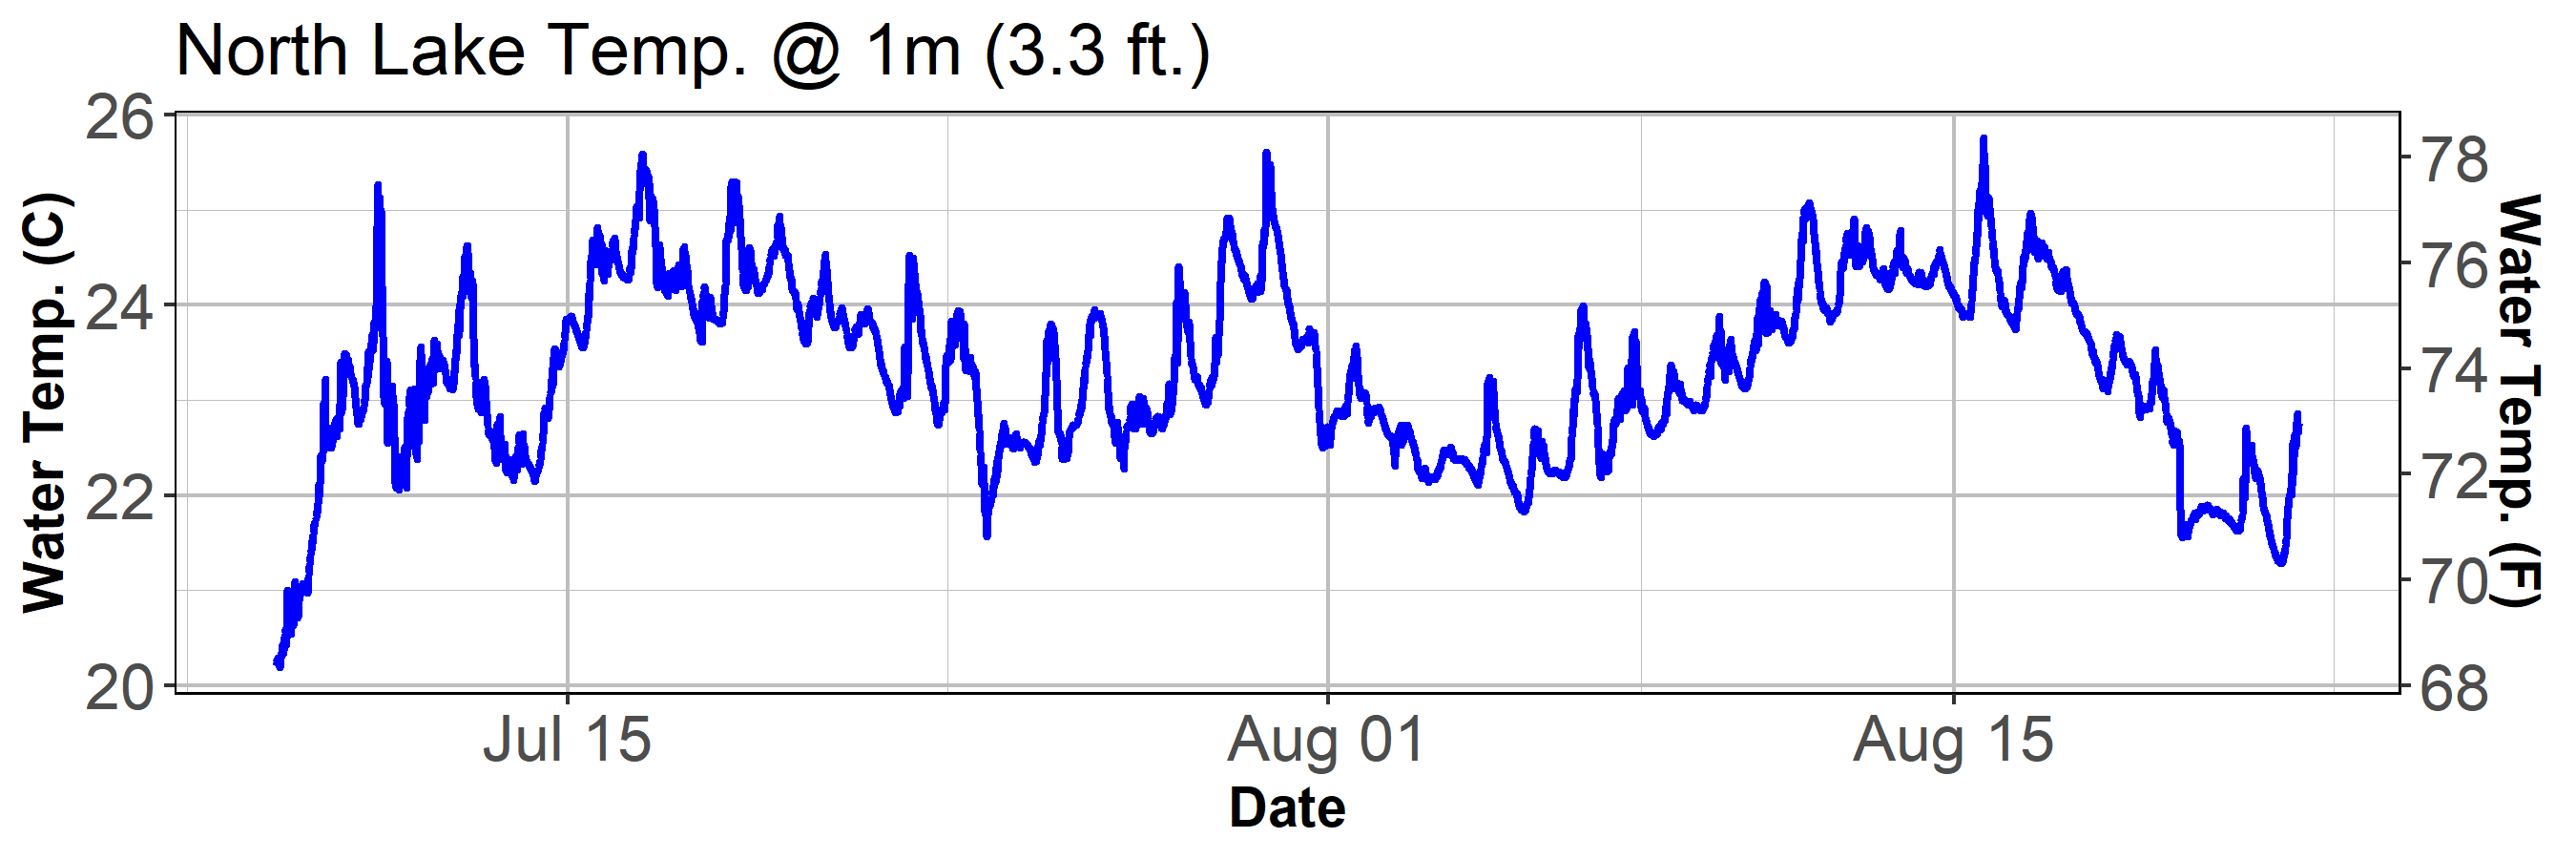 North Lake Temp. @ 1m (3.3 ft.)
26
24
22
20
Water Temp. (C)
78
76
74
72
70
68
Water Temp. (F)
Jul 15
Aug 01
Aug 15
Date